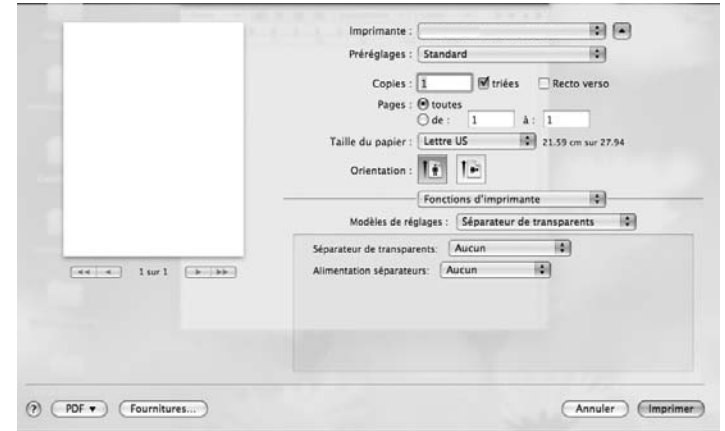 Imprimante :
Préréglages : Standard
Copies : 1 triées Recto verso
Pages : toutes
de : 1 à : 1
Taille du papier : Lettre US 21.59 cm sur 27.94
Orientation :
Fonctions d'imprimante
Modèles de réglages : Séparateur de transparents
Séparateur de transparents: Aucun
Alimentation séparateurs: Aucun
1 sur 1
? PDF Fournitures... Annuler Imprimer